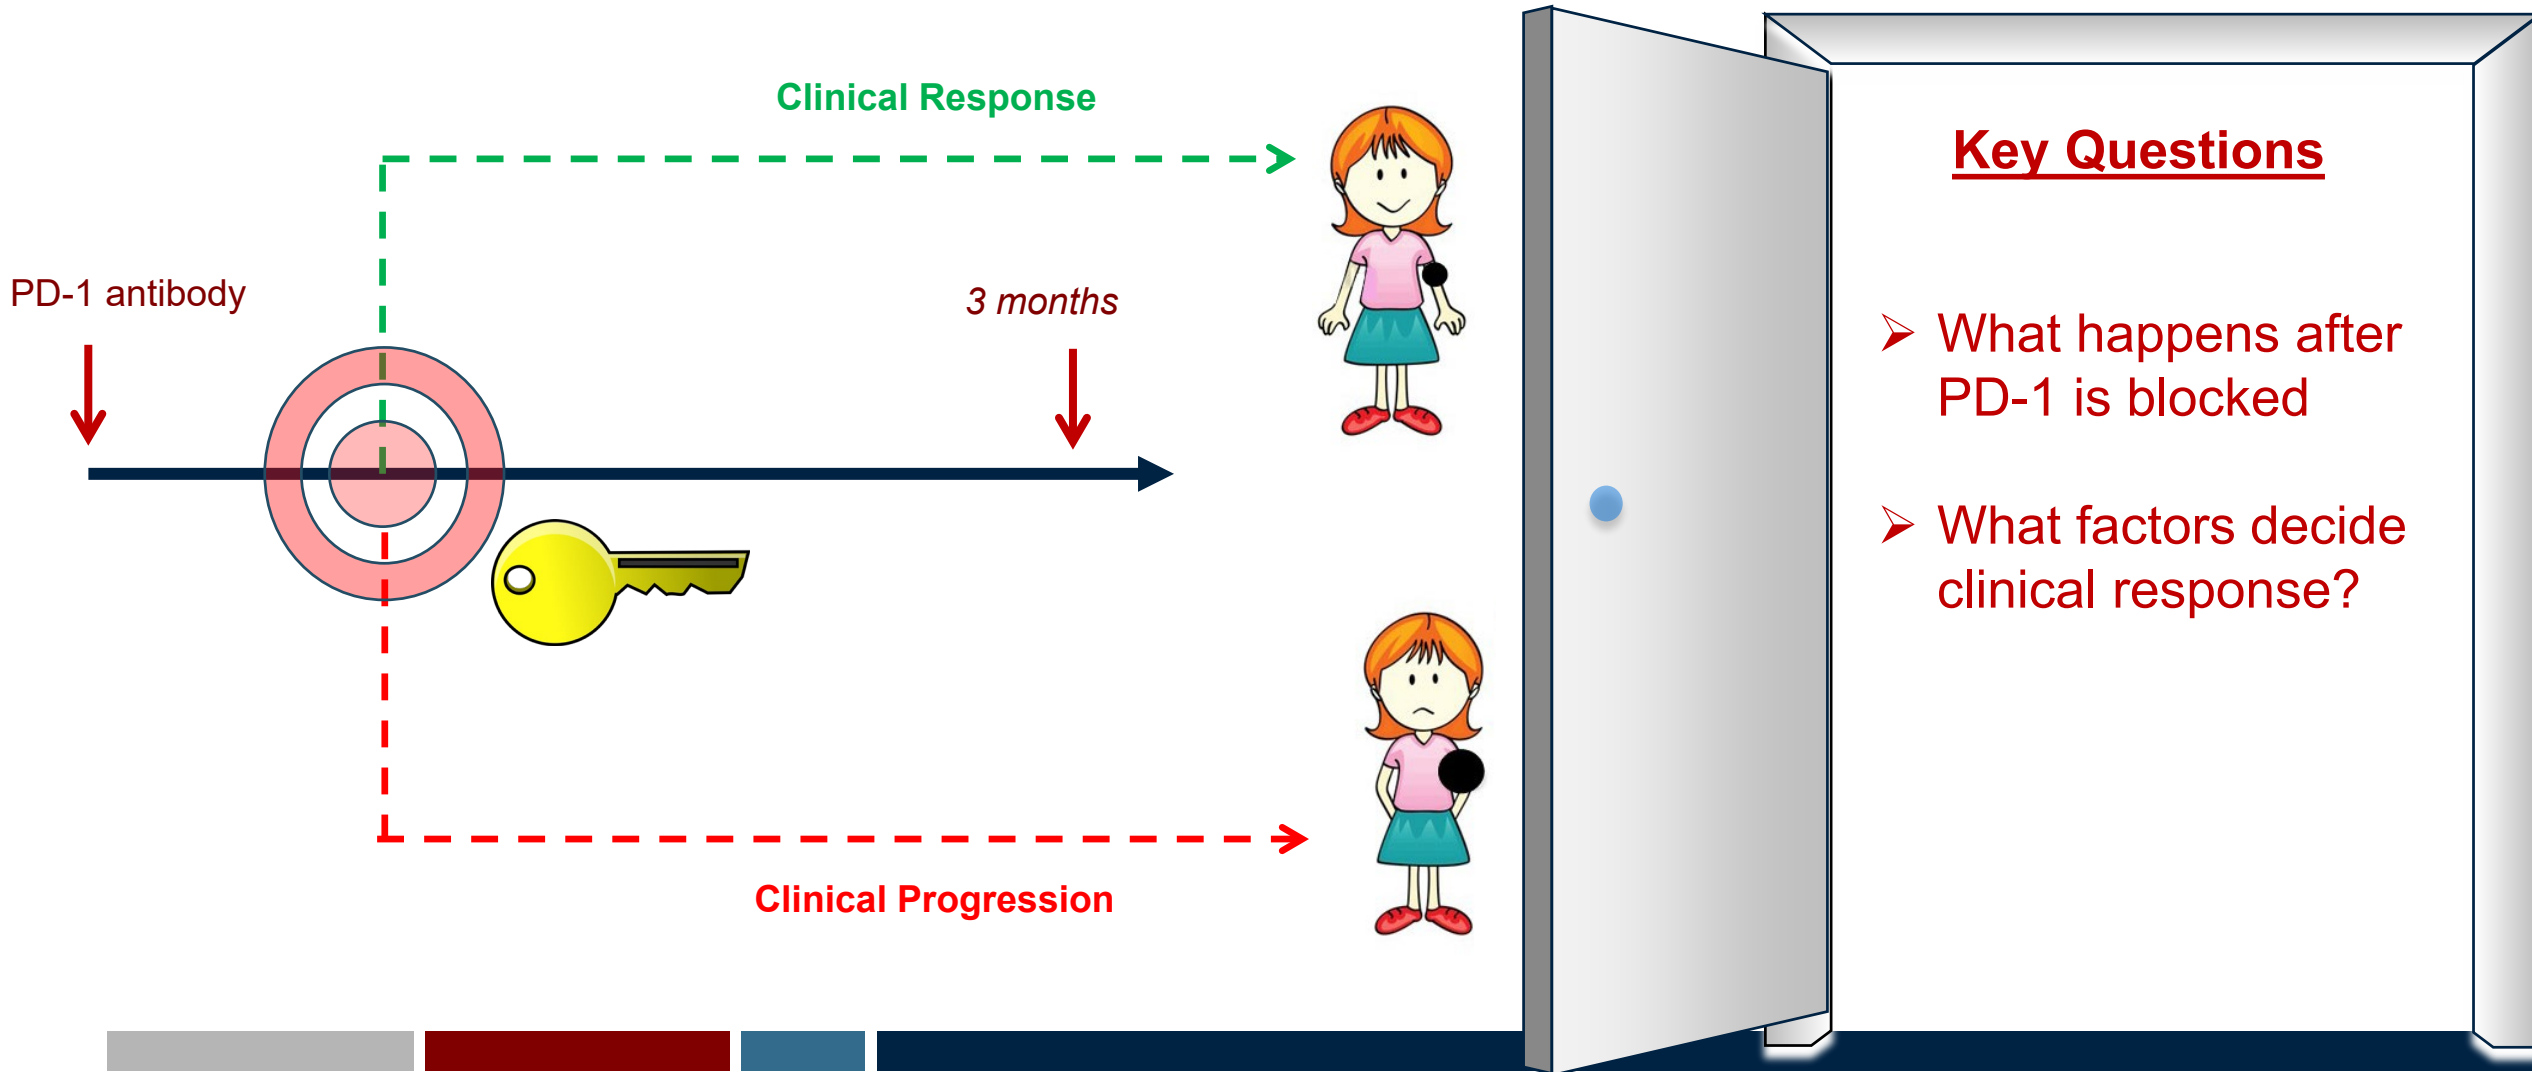 Clinical Response
PD-1 antibody
3 months
Clinical Progression
Key Questions
➢ What happens after
PD-1 is blocked
➢ What factors decide
clinical response?